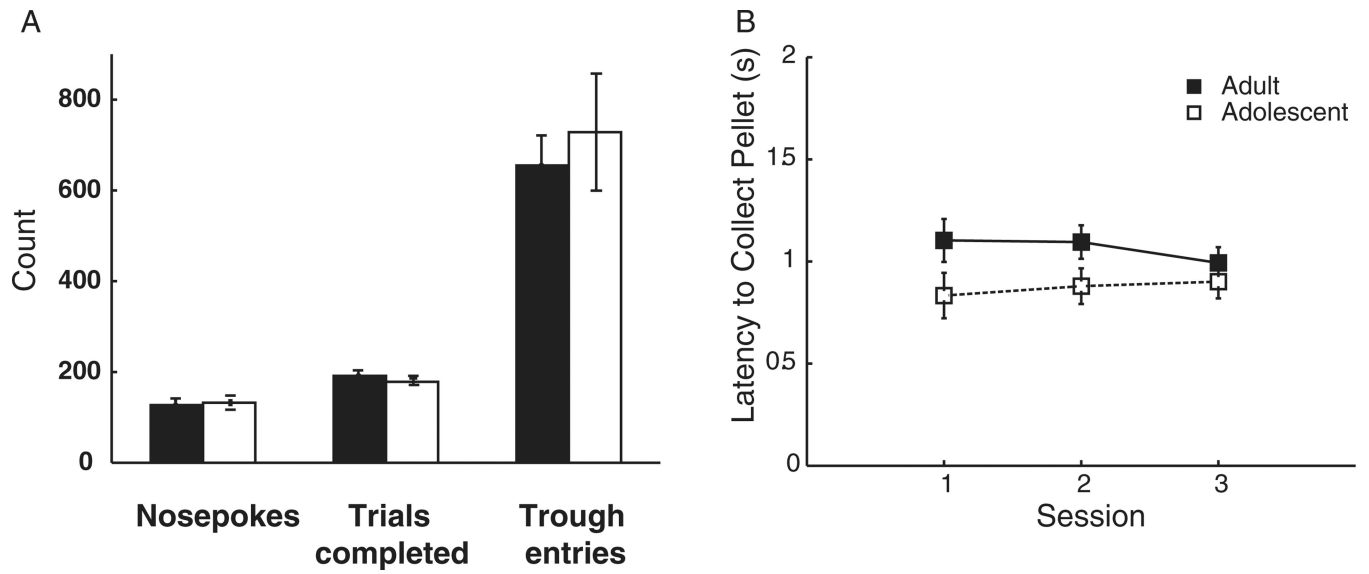 A
Count
800
600
400
200
0
Nosepokes
Trials
completed
Trough
entries
B
Latency to Collect Pellet (s)
2
15
1
05
0
1
2
3
Session
Adult
Adolescent